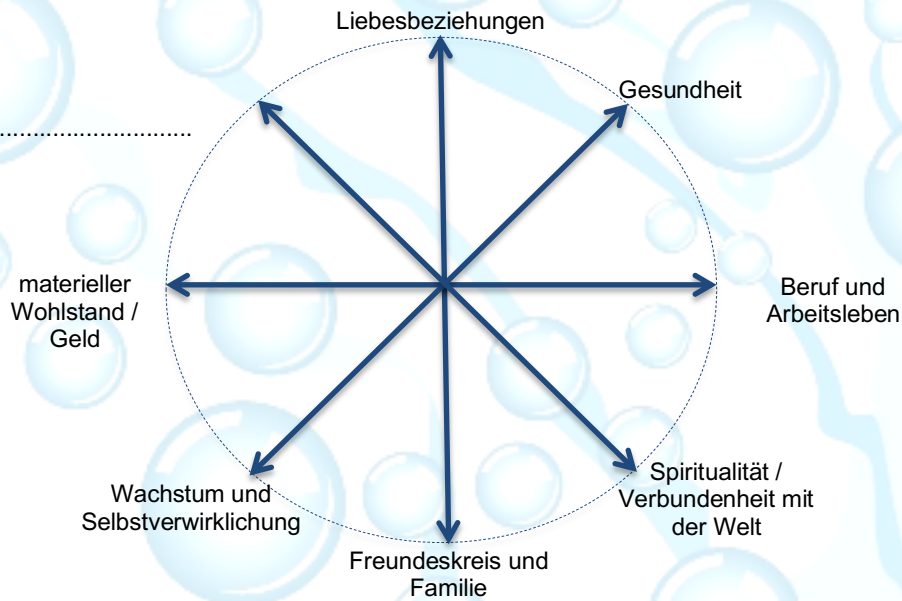 Liebesbeziehungen
Gesundheit
.............................
materieller
Wohlstand /
Geld
Beruf und
Arbeitsleben
Wachstum und
Selbstverwirklichung
Spiritualität /
Verbundenheit mit
der Welt
Freundeskreis und
Familie